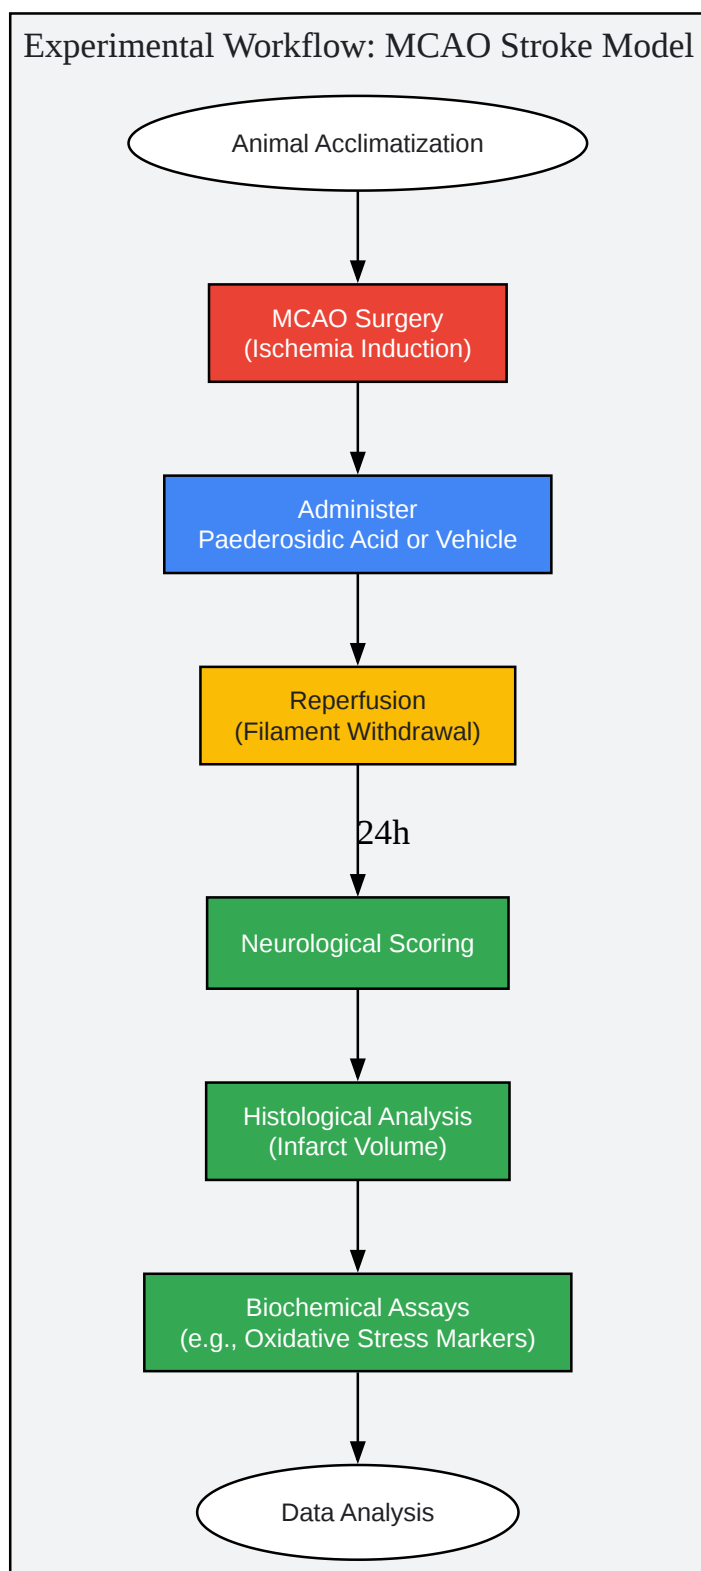 Experimental Workflow: MCAO Stroke Model
Animal Acclimatization
MCAO Surgery
(Ischemia Induction)
Administer
Paederosidic Acid or Vehicle
Reperfusion
(Filament Withdrawal)
24h
Neurological Scoring
Histological Analysis
(Infarct Volume)
Biochemical Assays
(e.g., Oxidative Stress Markers)
Data Analysis